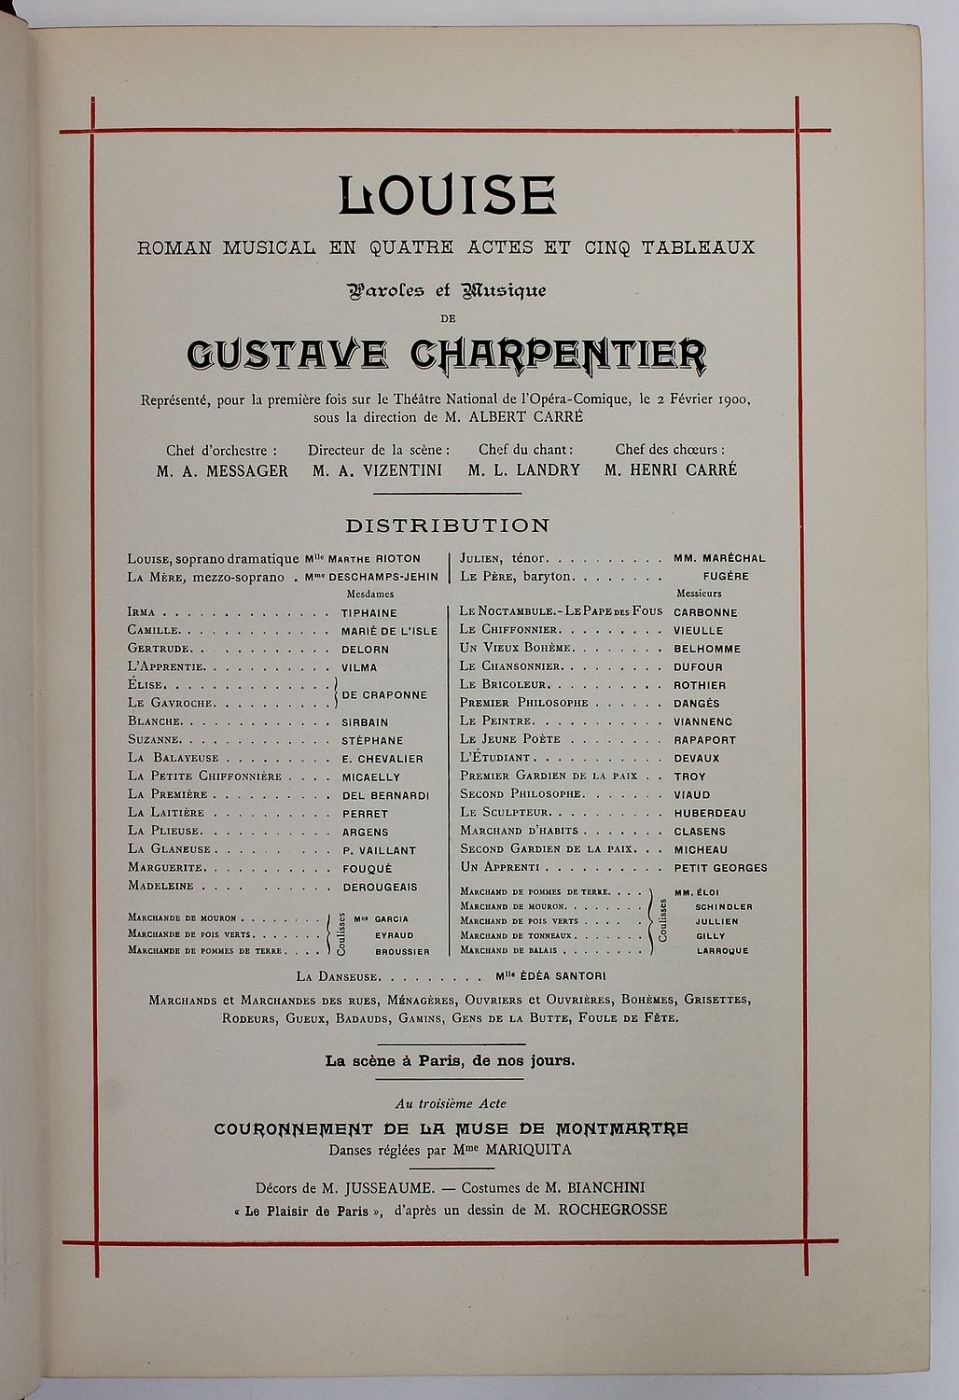 LOUISE
ROMAN MUSICAL EN QUATRE ACTES ET CINQ TABLEAUX
Paroles et Musique
DE
GUSTAVE CHARPENTIER
Représenté, pour la première fois sur le Théâtre National de l'Opéra-Comique, le 2 Février 1900,
sous la direction de M. ALBERT CARRÉ
Chef d'orchestre : Directeur de la scène : Chef du chant : Chef des chœurs :
M. A. MESSAGER M. A. VIZENTINI M. L. LANDRY M. HENRI CARRÉ
DISTRIBUTION
LOUISE, soprano dramatique Mlle MARTHE RIOTON
LA MÈRE, mezzo-soprano . Mme DESCHAMPS-JEHIN
Mesdames
IRMA . . . . . . . . . . . . . TIPHAINE
CAMILLE. . . . . . . . . . . . MARIÉ DE L'ISLE
GERTRUDE. . . . . . . . . . . DELORN
L'APPRENTIE. . . . . . . . . . VILMA
ÉLISE. . . . . . . . . . . . .
LE GAVROCHE. . . . . . . . . . } DE CRAPONNE
BLANCHE. . . . . . . . . . . . SIRBAIN
SUZANNE. . . . . . . . . . . . STÉPHANE
LA BALAYEUSE . . . . . . . . . E. CHEVALIER
LA PETITE CHIFFONNIÈRE . . . . MICAELLY
LA PREMIÈRE . . . . . . . . . . DEL BERNARDI
LA LAITIÈRE . . . . . . . . . . PERRET
LA PLIEUSE. . . . . . . . . . . ARGENS
LA GLANEUSE . . . . . . . . . . P. VAILLANT
MARGUERITE. . . . . . . . . . . FOUQUÉ
MADELEINE . . . . . . . . . . DEROUGEAIS
MARCHANDE DE MOURON . . . . . . . . Mes GARCIA
MARCHANDE DE POIS VERTS. . . . . . . } Coulisses EYRAUD
MARCHANDE DE POMMES DE TERRE. . . . BROUSSIER
JULIEN, ténor. . . . . . . . . . MM. MARÉCHAL
LE PÈRE, baryton. . . . . . . . FUGÈRE
Messieurs
LE NOCTAMBULE.-LE PAPE DES FOUS CARBONNE
LE CHIFFONNIER. . . . . . . . . VIEULLE
UN VIEUX BOHÈME. . . . . . . . BELHOMME
LE CHANSONNIER. . . . . . . . . DUFOUR
LE BRICOLEUR. . . . . . . . . . ROTHIER
PREMIER PHILOSOPHE . . . . . . DANGÈS
LE PEINTRE. . . . . . . . . . . VIANNENC
LE JEUNE POÈTE . . . . . . . . RAPAPORT
L'ÉTUDIANT. . . . . . . . . . . DEVAUX
PREMIER GARDIEN DE LA PAIX . . TROY
SECOND PHILOSOPHE. . . . . . . VIAUD
LE SCULPTEUR. . . . . . . . . . HUBERDEAU
MARCHAND D'HABITS . . . . . . . CLASENS
SECOND GARDIEN DE LA PAIX. . . MICHEAU
UN APPRENTI . . . . . . . . . . PETIT GEORGES
MARCHAND DE POMMES DE TERRE. . . . MM. ÉLOI
MARCHAND DE MOURON. . . . . . . . . SCHINDLER
MARCHAND DE POIS VERTS . . . . . . } Coulisses JULLIEN
MARCHAND DE TONNEAUX. . . . . . . . GILLY
MARCHAND DE BALAIS . . . . . . . . . LARROQUE
LA DANSEUSE. . . . . . . . . Mlle ÉDÉA SANTORI
MARCHANDS et MARCHANDES DES RUES, MÉNAGÈRES, OUVRIERS et OUVRIÈRES, BOHÈMES, GRISETTES,
RODEURS, GUEUX, BADAUDS, GAMINS, GENS DE LA BUTTE, FOULE DE FÊTE.
La scène à Paris, de nos jours.
Au troisième Acte
COURONNEMENT DE LA MUSE DE MONTMARTRE
Danses réglées par Mme MARIQUITA
Décors de M. JUSSEAUME. — Costumes de M. BIANCHINI
« Le Plaisir de Paris », d'après un dessin de M. ROCHEGROSSE